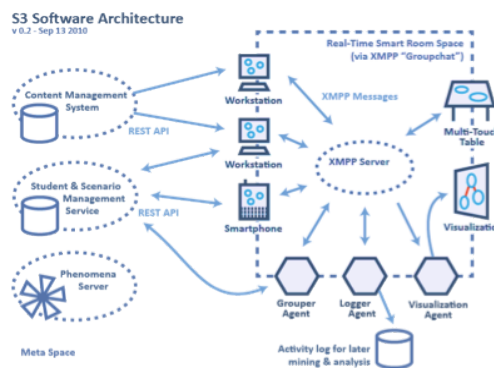 S3 Software Architecture
v 0.2 - Sep 13 2010
Real-Time Smart Room Space
(via XMPP "Groupchat")
Content Management
System
Workstation
XMPP Messages
REST API
Multi-Touch
Table
Workstation
XMPP Server
Student & Scenario
Management
Service
REST API
Smartphone
Visualization
Phenomena
Server
Grouper
Agent
Logger
Agent
Visualization
Agent
Meta Space
Activity log for later
mining & analysis